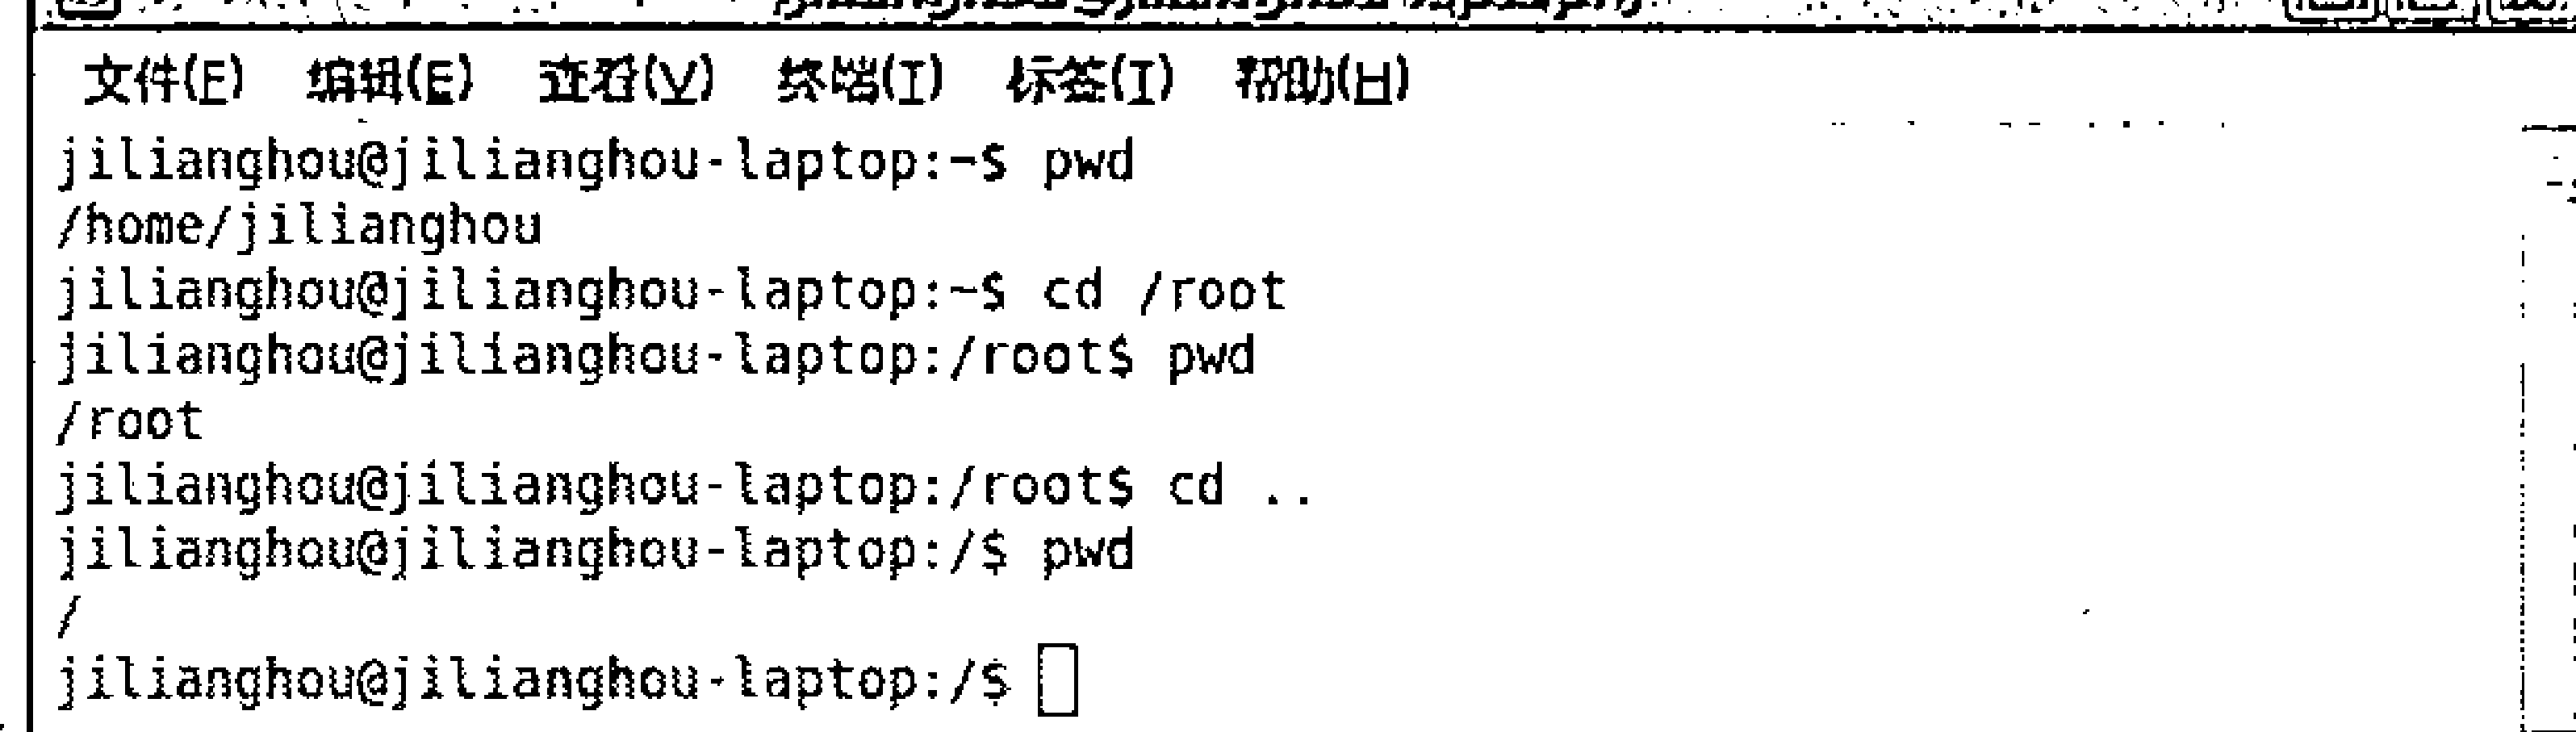 文件(F) 编辑(E) 查看(V) 终端(T) 标签(T) 帮助(H)
jilianghou@jilianghou-laptop:~$ pwd
/home/jilianghou
jilianghou@jilianghou-laptop:~$ cd /root
jilianghou@jilianghou-laptop:/root$ pwd
/root
jilianghou@jilianghou-laptop:/root$ cd ..
jilianghou@jilianghou-laptop:/$ pwd
/
jilianghou@jilianghou-laptop:/$